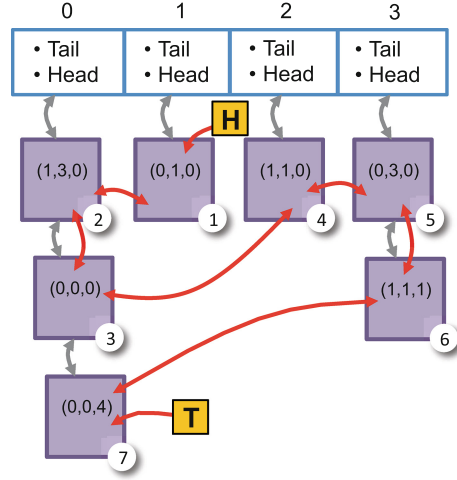 0 1 2 3
• Tail • Tail • Tail • Tail
• Head • Head • Head • Head
H
(1,3,0) (0,1,0) (1,1,0) (0,3,0)
2 1 4 5
(0,0,0) (1,1,1)
3 6
(0,0,4)
T
7